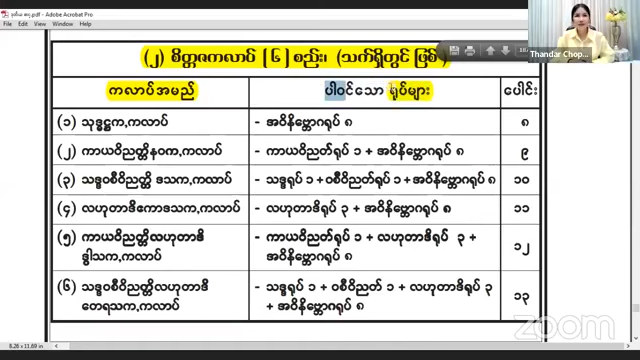 .pdf - Adobe Acrobat Pro
Thandar Chop...
(၂) စိတ္တဇကလာပ် [၆] စည်း၊ (သက်ရှိတွင် ဖြစ်)
ကလာပ်အမည် ပါဝင်သော ရုပ်များ ပေါင်း
(၁) သုဒ္ဓဋ္ဌက,ကလာပ် - အဝိနိဗ္ဘောဂရုပ် ၈ ၈
(၂) ကာယဝိညတ္တိနဝက,ကလာပ် - ကာယဝိညတ်ရုပ် ၁ + အဝိနိဗ္ဘောဂရုပ် ၈ ၉
(၃) သဒ္ဒဝစီဝိညတ္တိ ဒသက,ကလာပ် - သဒ္ဒရုပ် ၁+ဝစီဝိညတ်ရုပ် ၁+အဝိနိဗ္ဘောဂရုပ် ၈ ၁၀
(၄) လဟုတာဒိဧကာဒသက,ကလာပ် - လဟုတာဒိရုပ် ၃ + အဝိနိဗ္ဘောဂရုပ် ၈ ၁၁
(၅) ကာယဝိညတ္တိလဟုတာဒိ - ကာယဝိညတ်ရုပ် ၁ + လဟုတာဒိရုပ် ၃ + ၁၂
ဒွါသက,ကလာပ် အဝိနိဗ္ဘောဂရုပ် ၈
(၆) သဒ္ဒဝစီဝိညတ္တိလဟုတာဒိ - သဒ္ဒရုပ် ၁ + ဝစီဝိညတ် ၁ + လဟုတာဒိရုပ် ၃ ၁၃
တေရသက,ကလာပ် + အဝိနိဗ္ဘောဂရုပ် ၈
zoom
8.26 x 11.69 in